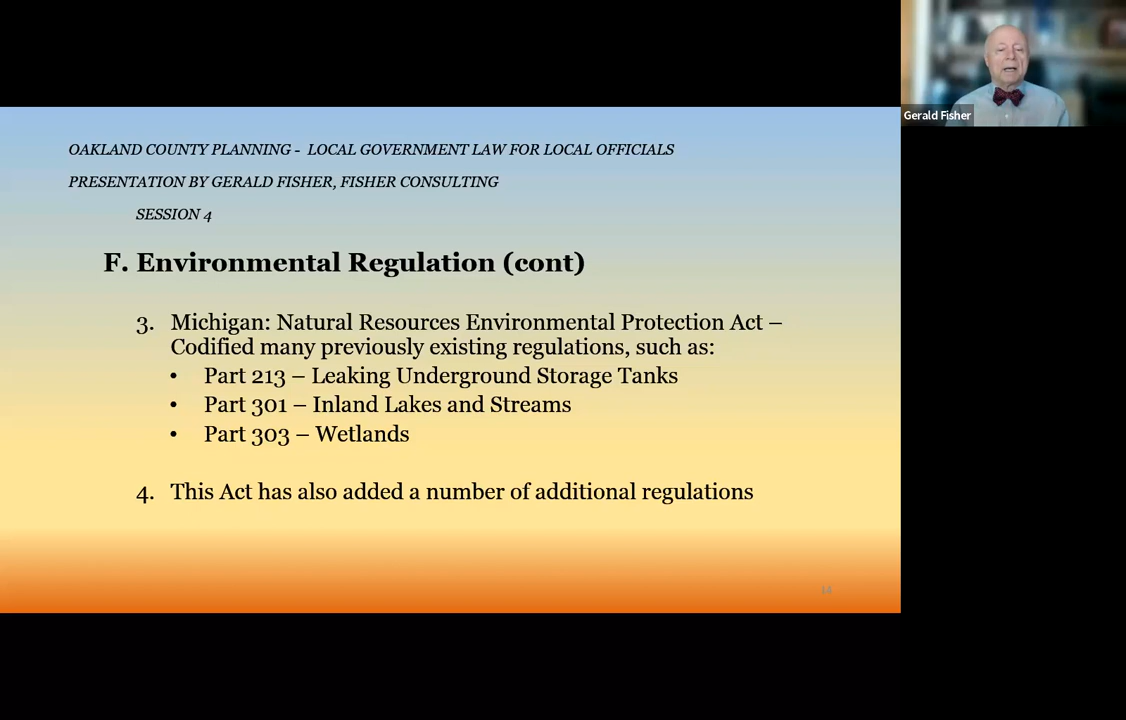 OAKLAND COUNTY PLANNING - LOCAL GOVERNMENT LAW FOR LOCAL OFFICIALS
PRESENTATION BY GERALD FISHER, FISHER CONSULTING
SESSION 4
F. Environmental Regulation (cont)
3. Michigan: Natural Resources Environmental Protection Act –
Codified many previously existing regulations, such as:
• Part 213 – Leaking Underground Storage Tanks
• Part 301 – Inland Lakes and Streams
• Part 303 – Wetlands
4. This Act has also added a number of additional regulations
Gerald Fisher